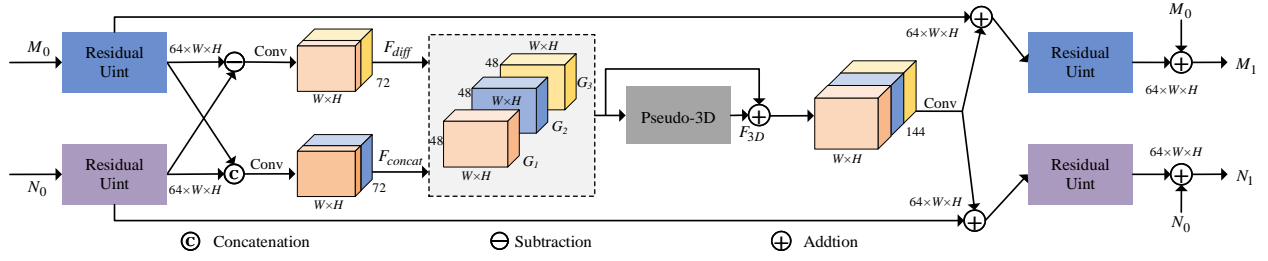 M0
Residual
Uint
64×W×H
Conv
W×H
72
Fdiff
N0
Residual
Uint
64×W×H
C
Conv
W×H
72
Fconcat
W×H
48
G3
W×H
48
G2
48
G1
W×H
Pseudo-3D
F3D
W×H
144
Conv
64×W×H
64×W×H
Residual
Uint
M0
64×W×H
M1
Residual
Uint
64×W×H
N1
N0
C Concatenation
Subtraction
Addtion